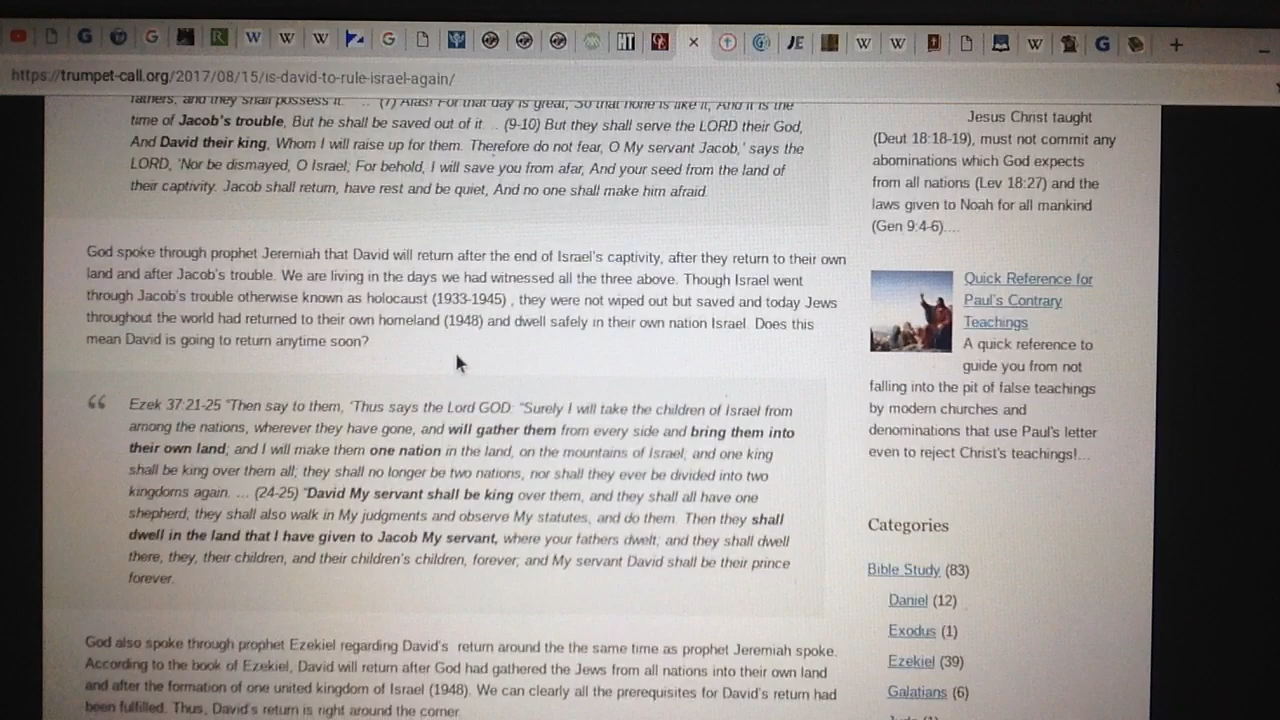 https://trumpet-call.org/2017/08/15/is-david-to-rule-israel-again/
fathers, and they shall possess it.' ... (7) Alas! For that day is great, So that none is like it; And it is the
time of Jacob's trouble, But he shall be saved out of it. ... (9-10) But they shall serve the LORD their God,
And David their king, Whom I will raise up for them. 'Therefore do not fear, O My servant Jacob,' says the
LORD, 'Nor be dismayed, O Israel; For behold, I will save you from afar, And your seed from the land of
their captivity. Jacob shall return, have rest and be quiet, And no one shall make him afraid.
God spoke through prophet Jeremiah that David will return after the end of Israel's captivity, after they return to their own
land and after Jacob's trouble. We are living in the days we had witnessed all the three above. Though Israel went
through Jacob's trouble otherwise known as holocaust (1933-1945) , they were not wiped out but saved and today Jews
throughout the world had returned to their own homeland (1948) and dwell safely in their own nation Israel. Does this
mean David is going to return anytime soon?
“ Ezek 37:21-25 "Then say to them, 'Thus says the Lord GOD: "Surely I will take the children of Israel from
among the nations, wherever they have gone, and will gather them from every side and bring them into
their own land; and I will make them one nation in the land, on the mountains of Israel; and one king
shall be king over them all; they shall no longer be two nations, nor shall they ever be divided into two
kingdoms again. ... (24-25) "David My servant shall be king over them, and they shall all have one
shepherd; they shall also walk in My judgments and observe My statutes, and do them. Then they shall
dwell in the land that I have given to Jacob My servant, where your fathers dwelt; and they shall dwell
there, they, their children, and their children's children, forever; and My servant David shall be their prince
forever.
God also spoke through prophet Ezekiel regarding David's return around the the same time as prophet Jeremiah spoke.
According to the book of Ezekiel, David will return after God had gathered the Jews from all nations into their own land
and after the formation of one united kingdom of Israel (1948). We can clearly all the prerequisites for David's return had
been fulfilled. Thus, David's return is right around the corner.
Jesus Christ taught
(Deut 18:18-19), must not commit any
abominations which God expects
from all nations (Lev 18:27) and the
laws given to Noah for all mankind
(Gen 9:4-6)....
Quick Reference for
Paul's Contrary
Teachings
A quick reference to
guide you from not
falling into the pit of false teachings
by modern churches and
denominations that use Paul's letter
even to reject Christ's teachings!...
Categories
Bible Study (83)
Daniel (12)
Exodus (1)
Ezekiel (39)
Galatians (6)